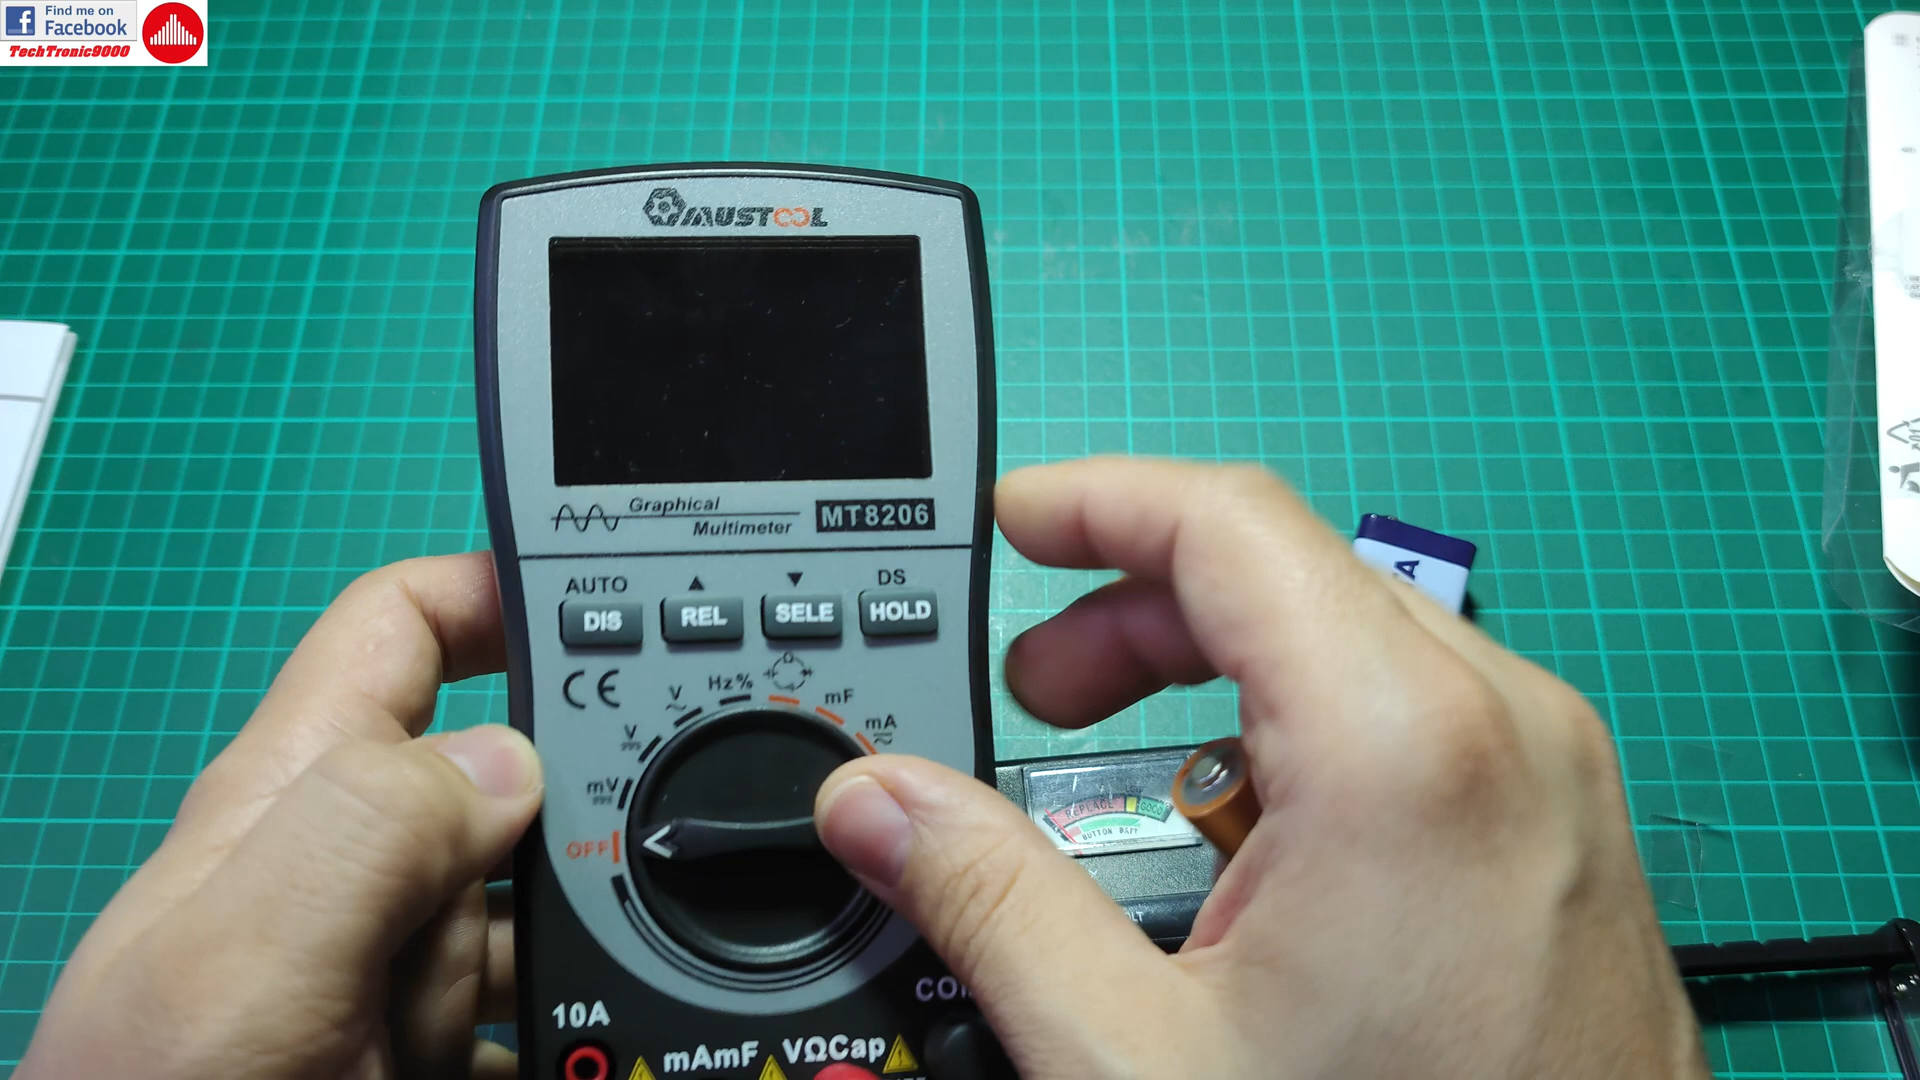 Find me on
Facebook
TechTronic9000
MUSTOOL
Graphical
Multimeter
MT8206
AUTO ▲ ▼ DS
DIS REL SELE HOLD
CE
Hz%
V
V
mF
mA
mV
OFF
REPLACE
GOOD
BUTTON BATT
10A
mAmF
VΩCap